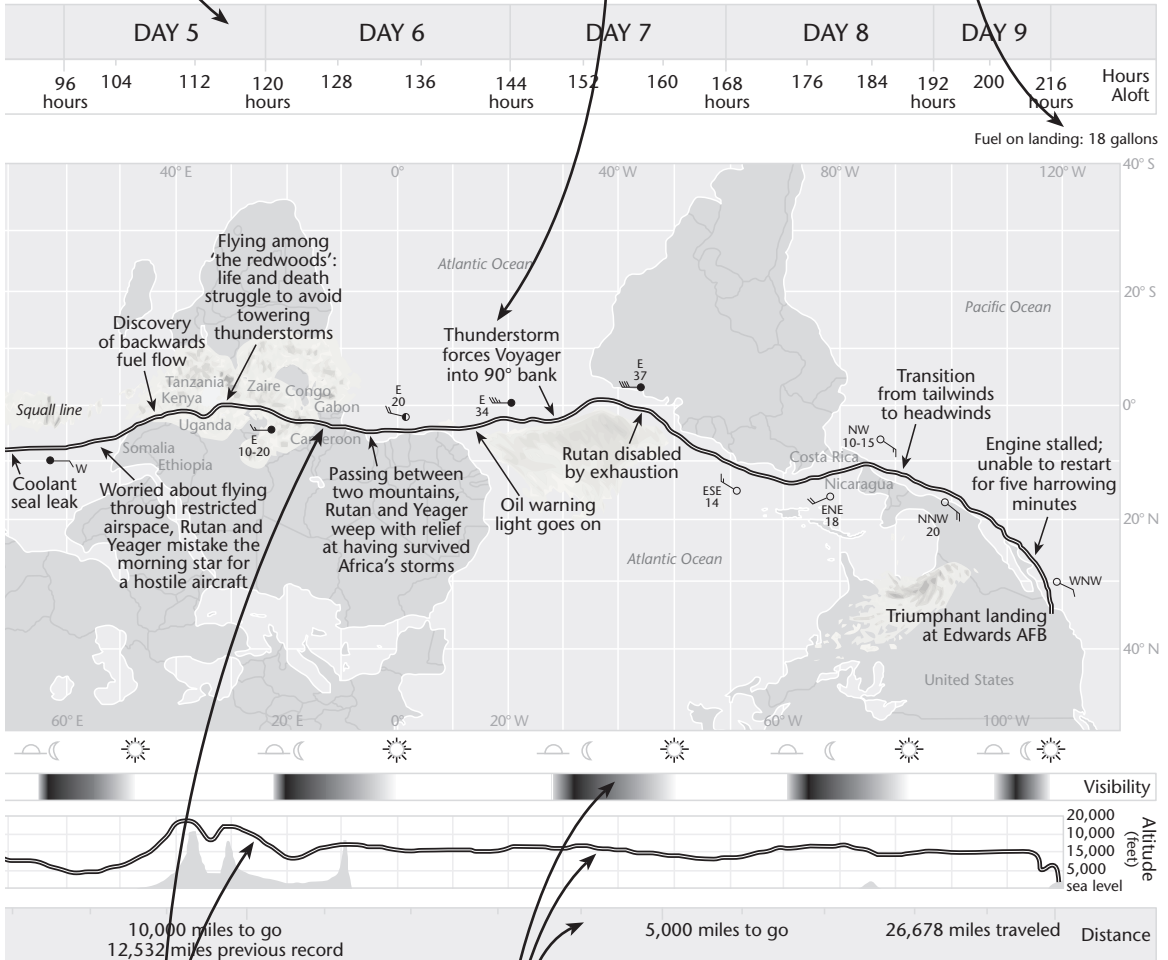 DAY 5 DAY 6 DAY 7 DAY 8 DAY 9
96 hours 104 112 120 hours 128 136 144 hours 152 160 168 hours 176 184 192 hours 200 216 hours
Hours
Aloft
Fuel on landing: 18 gallons
40° E 0° 40° W 80° W 120° W 40° S
Flying among
‘the redwoods’:
life and death
struggle to avoid
towering
thunderstorms
Atlantic Ocean
20° S
Pacific Ocean
Discovery
of backwards
fuel flow
Thunderstorm
forces Voyager
into 90° bank
E
37
Transition
from tailwinds
to headwinds
Tanzania
Zaire
Congo
Kenya
Gabon
E
20
E
34
0°
Squall line
Uganda
E
10-20
Cameroon
Somalia
Ethiopia
W
Coolant
seal leak
Worried about flying
through restricted
airspace, Rutan and
Yeager mistake the
morning star for
a hostile aircraft
Passing between
two mountains,
Rutan and Yeager
weep with relief
at having survived
Africa’s storms
Oil warning
light goes on
Rutan disabled
by exhaustion
NW
10-15
Costa Rica
Nicaragua
ESE
14
ENE
18
NNW
20
Engine stalled;
unable to restart
for five harrowing
minutes
20° N
Atlantic Ocean
WNW
Triumphant landing
at Edwards AFB
40° N
United States
60° E 20° E 0° 20° W 60° W 100° W
Visibility
20,000
10,000
15,000
5,000
sea level
Altitude
(feet)
10,000 miles to go
12,532 miles previous record
5,000 miles to go
26,678 miles traveled
Distance